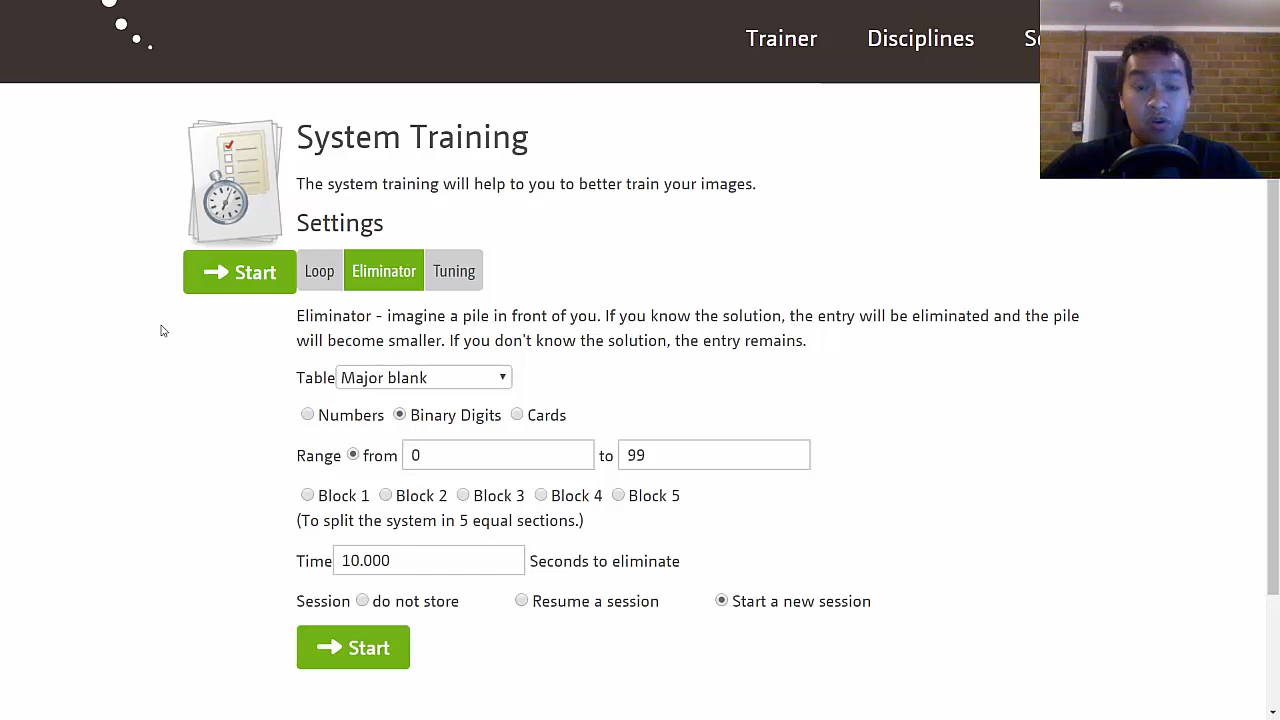 Trainer Disciplines
System Training
The system training will help to you to better train your images.
Settings
Start Loop Eliminator Tuning
Eliminator - imagine a pile in front of you. If you know the solution, the entry will be eliminated and the pile
will become smaller. If you don't know the solution, the entry remains.
Table Major blank
Numbers Binary Digits Cards
Range from 0 to 99
Block 1 Block 2 Block 3 Block 4 Block 5
(To split the system in 5 equal sections.)
Time 10.000 Seconds to eliminate
Session do not store Resume a session Start a new session
Start